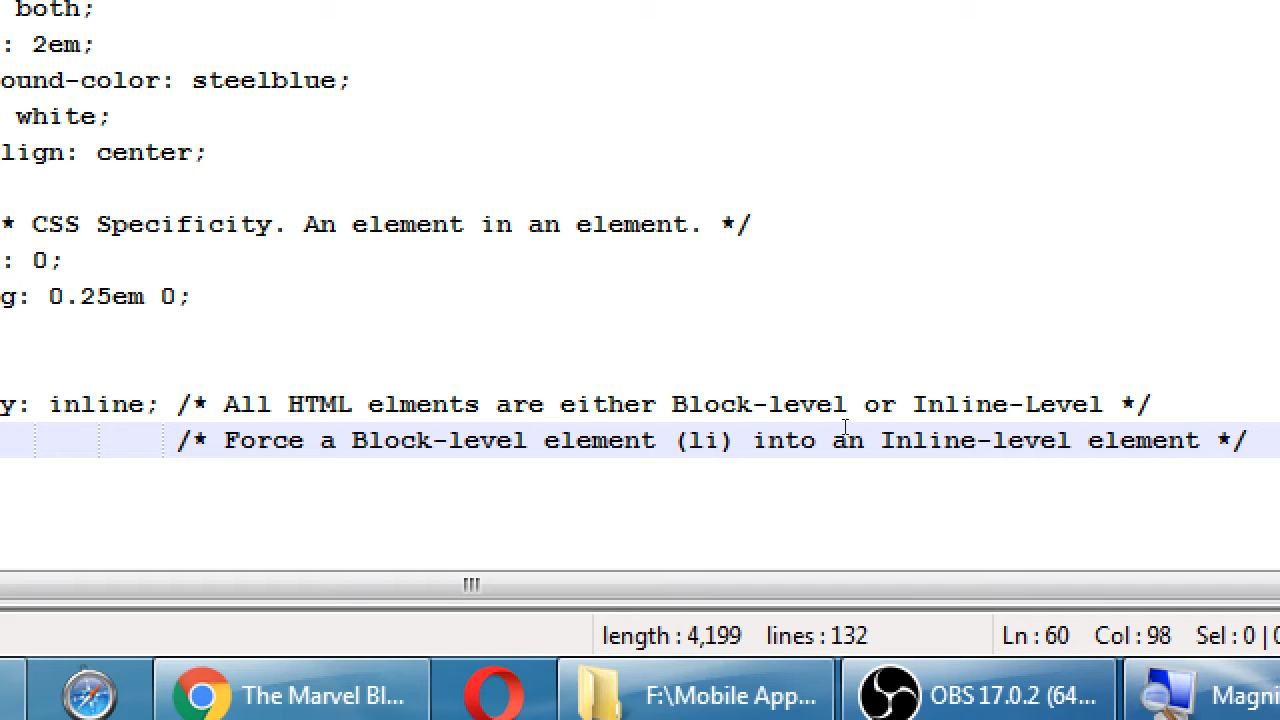 both;
: 2em;
ound-color: steelblue;
white;
lign: center;
* CSS Specificity. An element in an element. */
: 0;
g: 0.25em 0;
y: inline; /* All HTML elments are either Block-level or Inline-Level */
/* Force a Block-level element (li) into an Inline-level element */
length : 4,199 lines : 132 Ln : 60 Col : 98 Sel : 0 | 0
The Marvel Bl... F:\Mobile App... OBS 17.0.2 (64... Magni